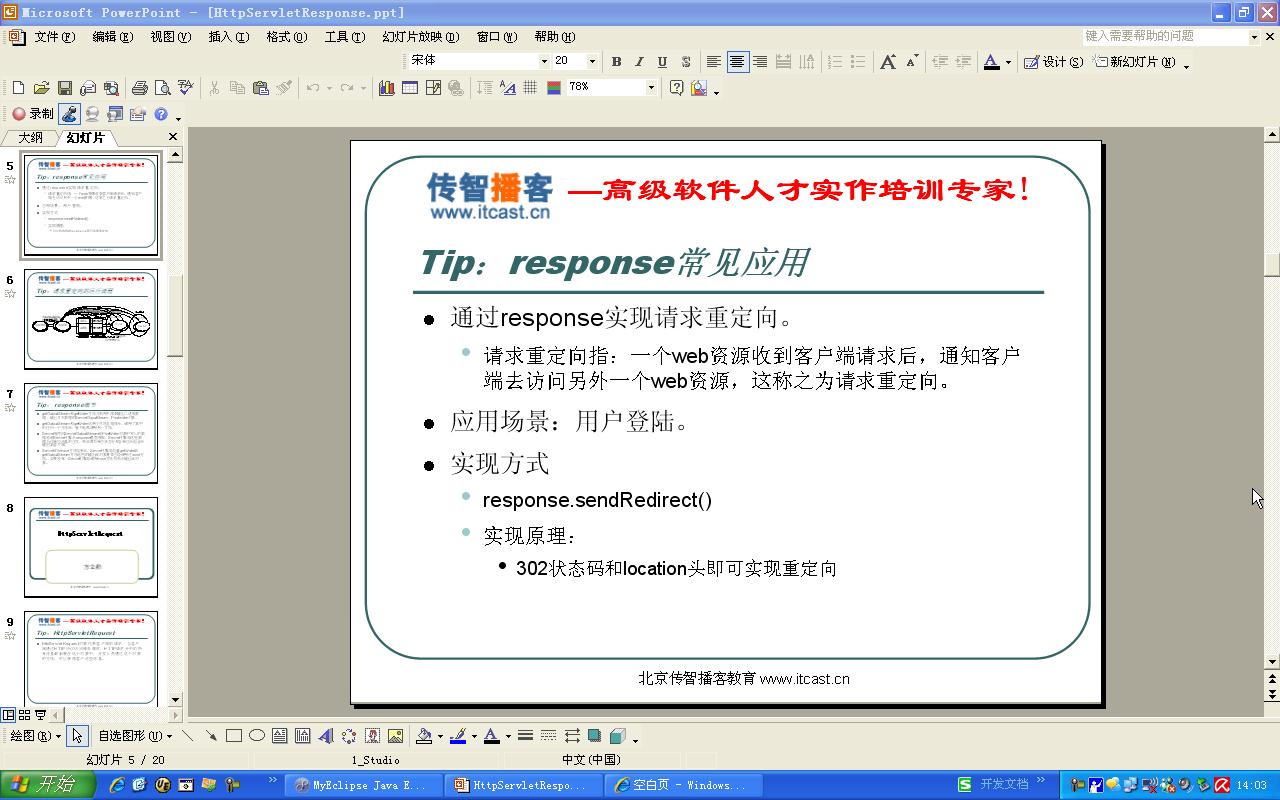 Microsoft PowerPoint - [HttpServletResponse.ppt]
文件(F) 编辑(E) 视图(V) 插入(I) 格式(O) 工具(T) 幻灯片放映(D) 窗口(W) 帮助(H) 键入需要帮助的问题
宋体 20 B I U S A A A 设计(S) 新幻灯片(N)
78%
录制
大纲 幻灯片
5
6
7
8
9
传智播客 —高级软件人才实作培训专家!
www.itcast.cn
Tip：response常见应用
通过response实现请求重定向。
请求重定向指：一个web资源收到客户端请求后，通知客户
端去访问另外一个web资源，这称之为请求重定向。
应用场景：用户登陆。
实现方式
response.sendRedirect()
实现原理：
302状态码和location头即可实现重定向
北京传智播客教育 www.itcast.cn
HttpServletRequest
Tip：HttpServletRequest
绘图(R) 自选图形(U)
幻灯片 5 / 20 1_Studio 中文(中国)
开始 MyEclipse Java E... HttpServletRespo... 空白页 - Windows... 开发文档 14:03